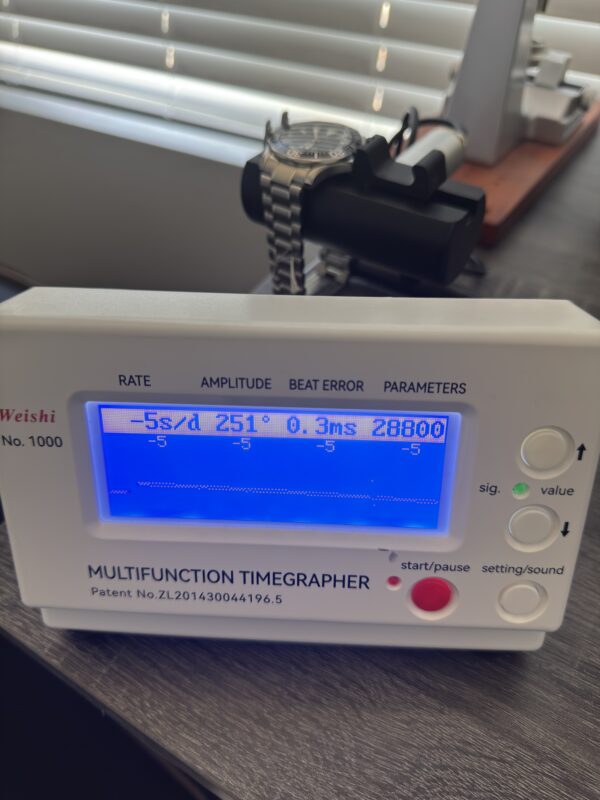 RATE AMPLITUDE BEAT ERROR PARAMETERS
Weishi
No. 1000
-5s/d 251° 0.3ms 28800
-5 -5 -5 -5
sig. value
start/pause setting/sound
MULTIFUNCTION TIMEGRAPHER
Patent No.ZL201430044196.5